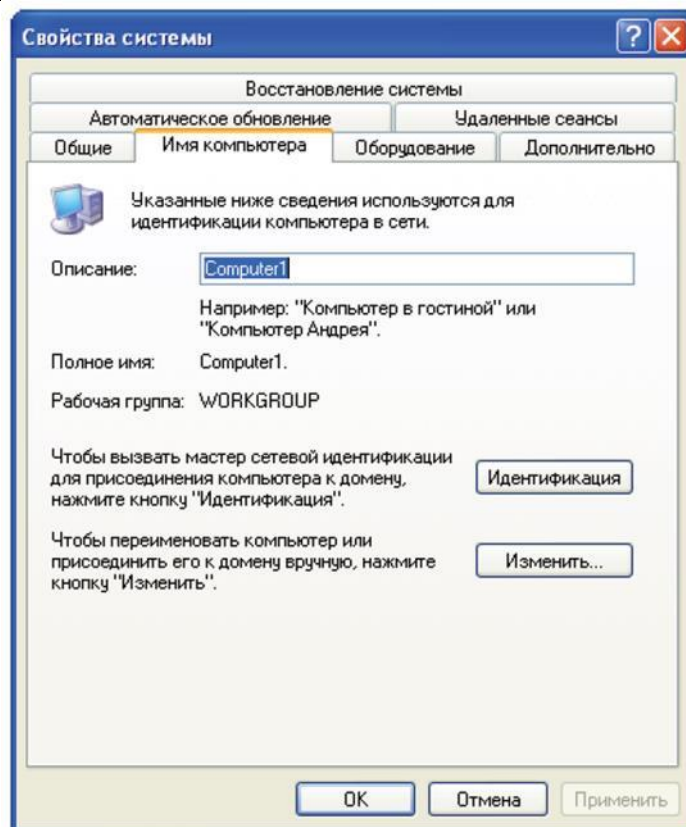 Свойства системы
Восстановление системы
Автоматическое обновление Удаленные сеансы
Общие Имя компьютера Оборудование Дополнительно
Указанные ниже сведения используются для
идентификации компьютера в сети.
Описание: Computer1
Например: "Компьютер в гостиной" или
"Компьютер Андрея".
Полное имя: Computer1.
Рабочая группа: WORKGROUP
Чтобы вызвать мастер сетевой идентификации
для присоединения компьютера к домену,
нажмите кнопку "Идентификация".
Идентификация
Чтобы переименовать компьютер или
присоединить его к домену вручную, нажмите
кнопку "Изменить".
Изменить...
OK Отмена Применить